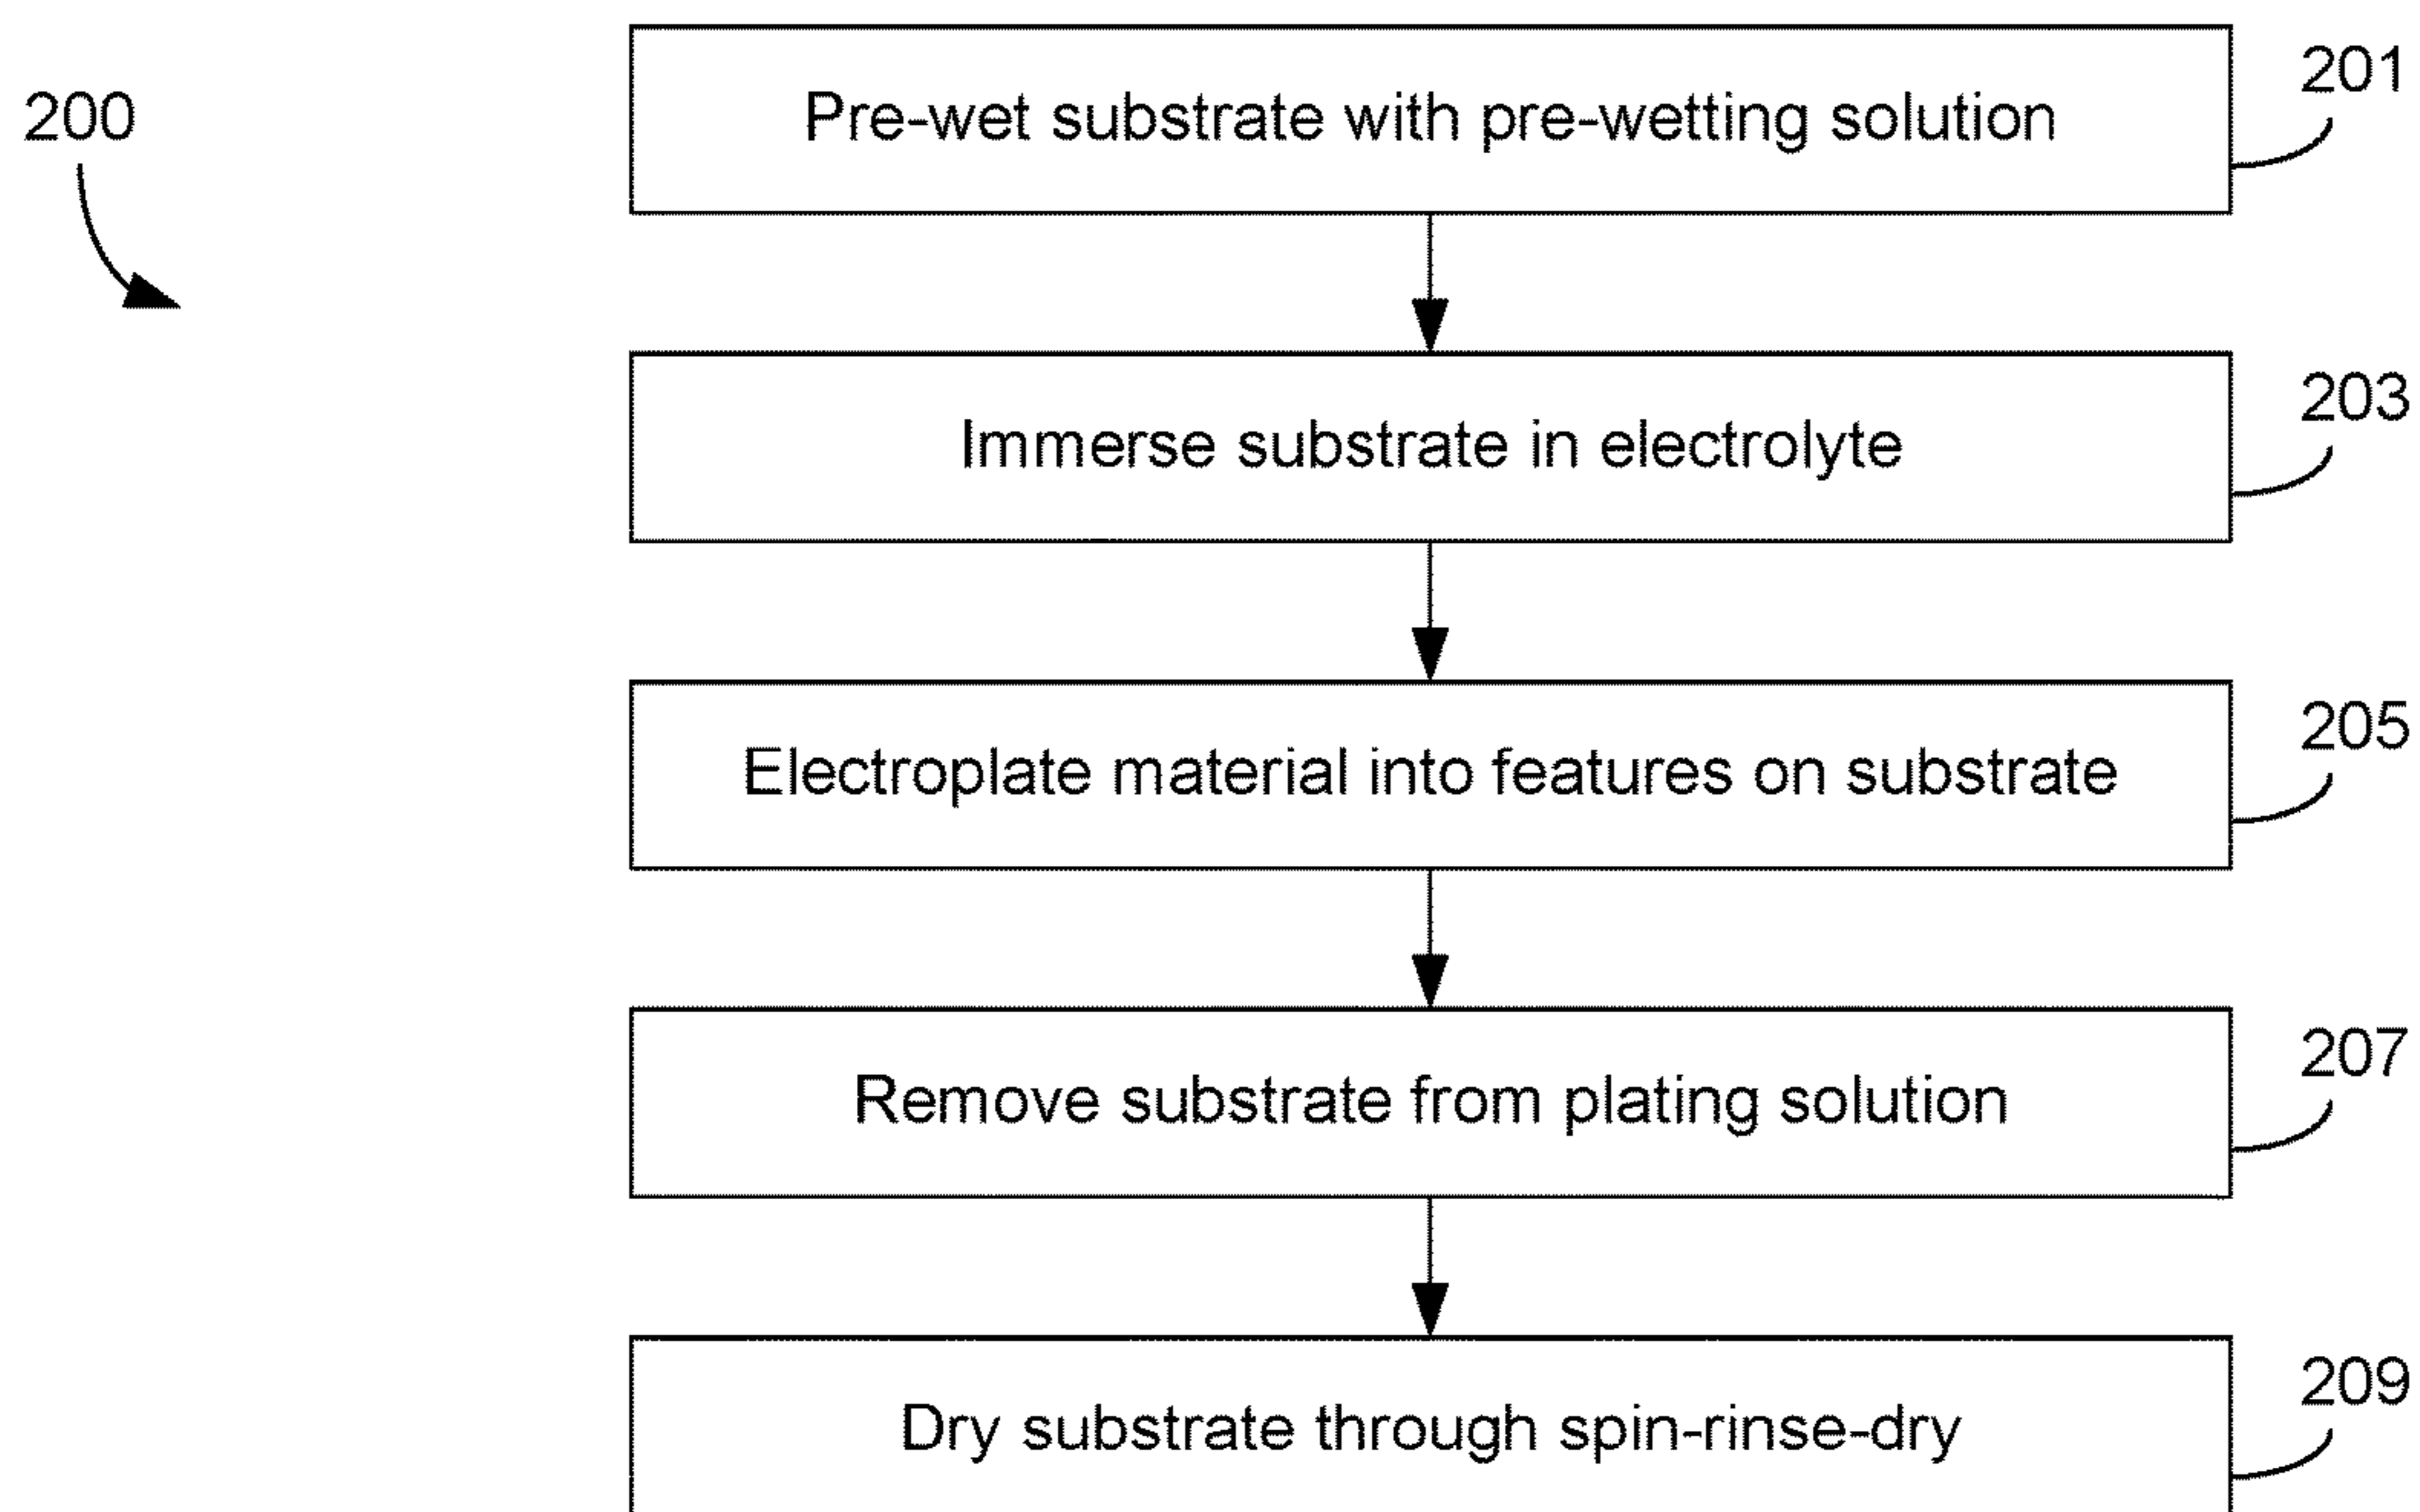 200
Pre-wet substrate with pre-wetting solution
201
Immerse substrate in electrolyte
203
Electroplate material into features on substrate
205
Remove substrate from plating solution
207
Dry substrate through spin-rinse-dry
209